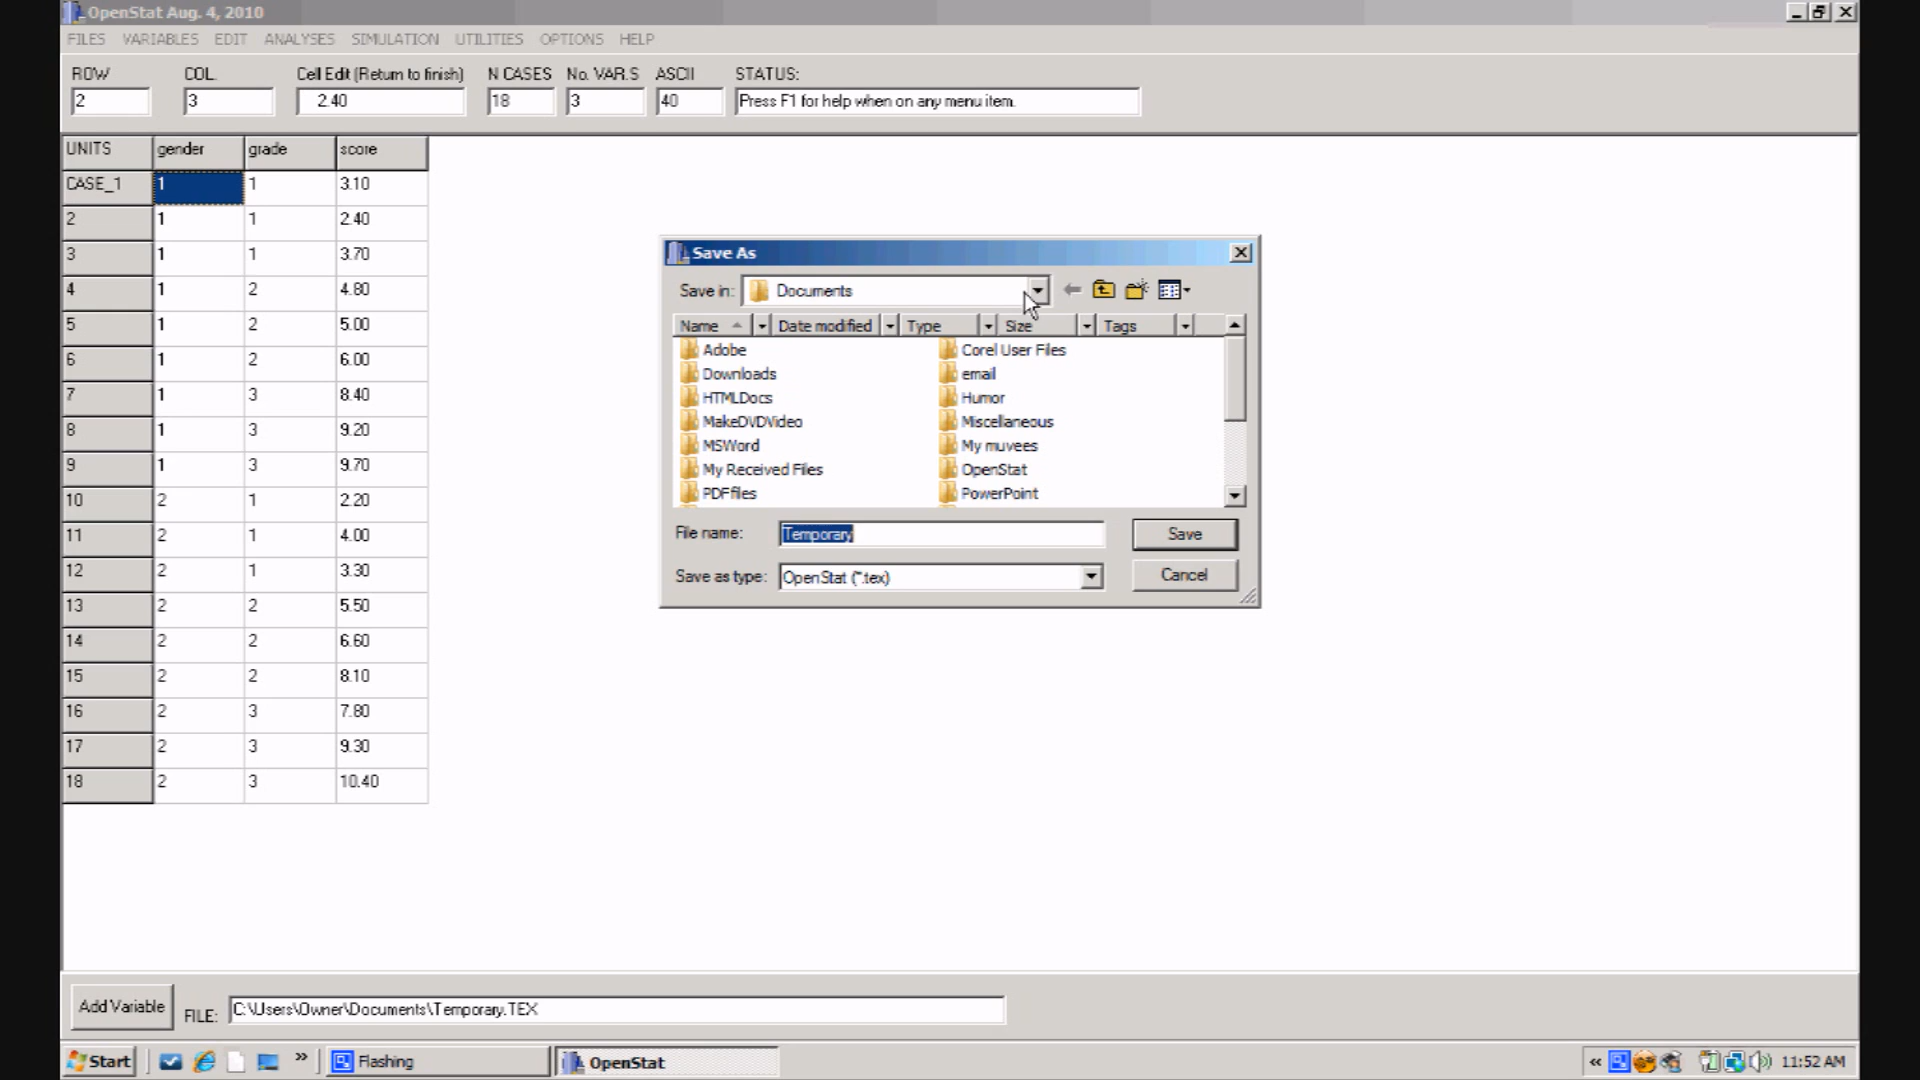 OpenStat Aug. 4, 2010
FILES VARIABLES EDIT ANALYSES SIMULATION UTILITIES OPTIONS HELP
ROW COL. Cell Edit (Return to finish) N CASES No. VAR.S ASCII STATUS:
2 3 2.40 18 3 40 Press F1 for help when on any menu item.
UNITS gender grade score
CASE_1 1 1 3.10
2 1 1 2.40
3 1 1 3.70
4 1 2 4.80
5 1 2 5.00
6 1 2 6.00
7 1 3 8.40
8 1 3 9.20
9 1 3 9.70
10 2 1 2.20
11 2 1 4.00
12 2 1 3.30
13 2 2 5.50
14 2 2 6.60
15 2 2 8.10
16 2 3 7.80
17 2 3 9.30
18 2 3 10.40
Save As
Save in: Documents
Name Date modified Type Size Tags
Adobe Corel User Files
Downloads email
HTMLDocs Humor
MakeDVDVideo Miscellaneous
MSWord My muvees
My Received Files OpenStat
PDFfiles PowerPoint
File name: Temporary Save
Save as type: OpenStat (*.tex) Cancel
Add Variable FILE: C:\Users\Owner\Documents\Temporary.TEX
Start » Flashing OpenStat « 11:52 AM